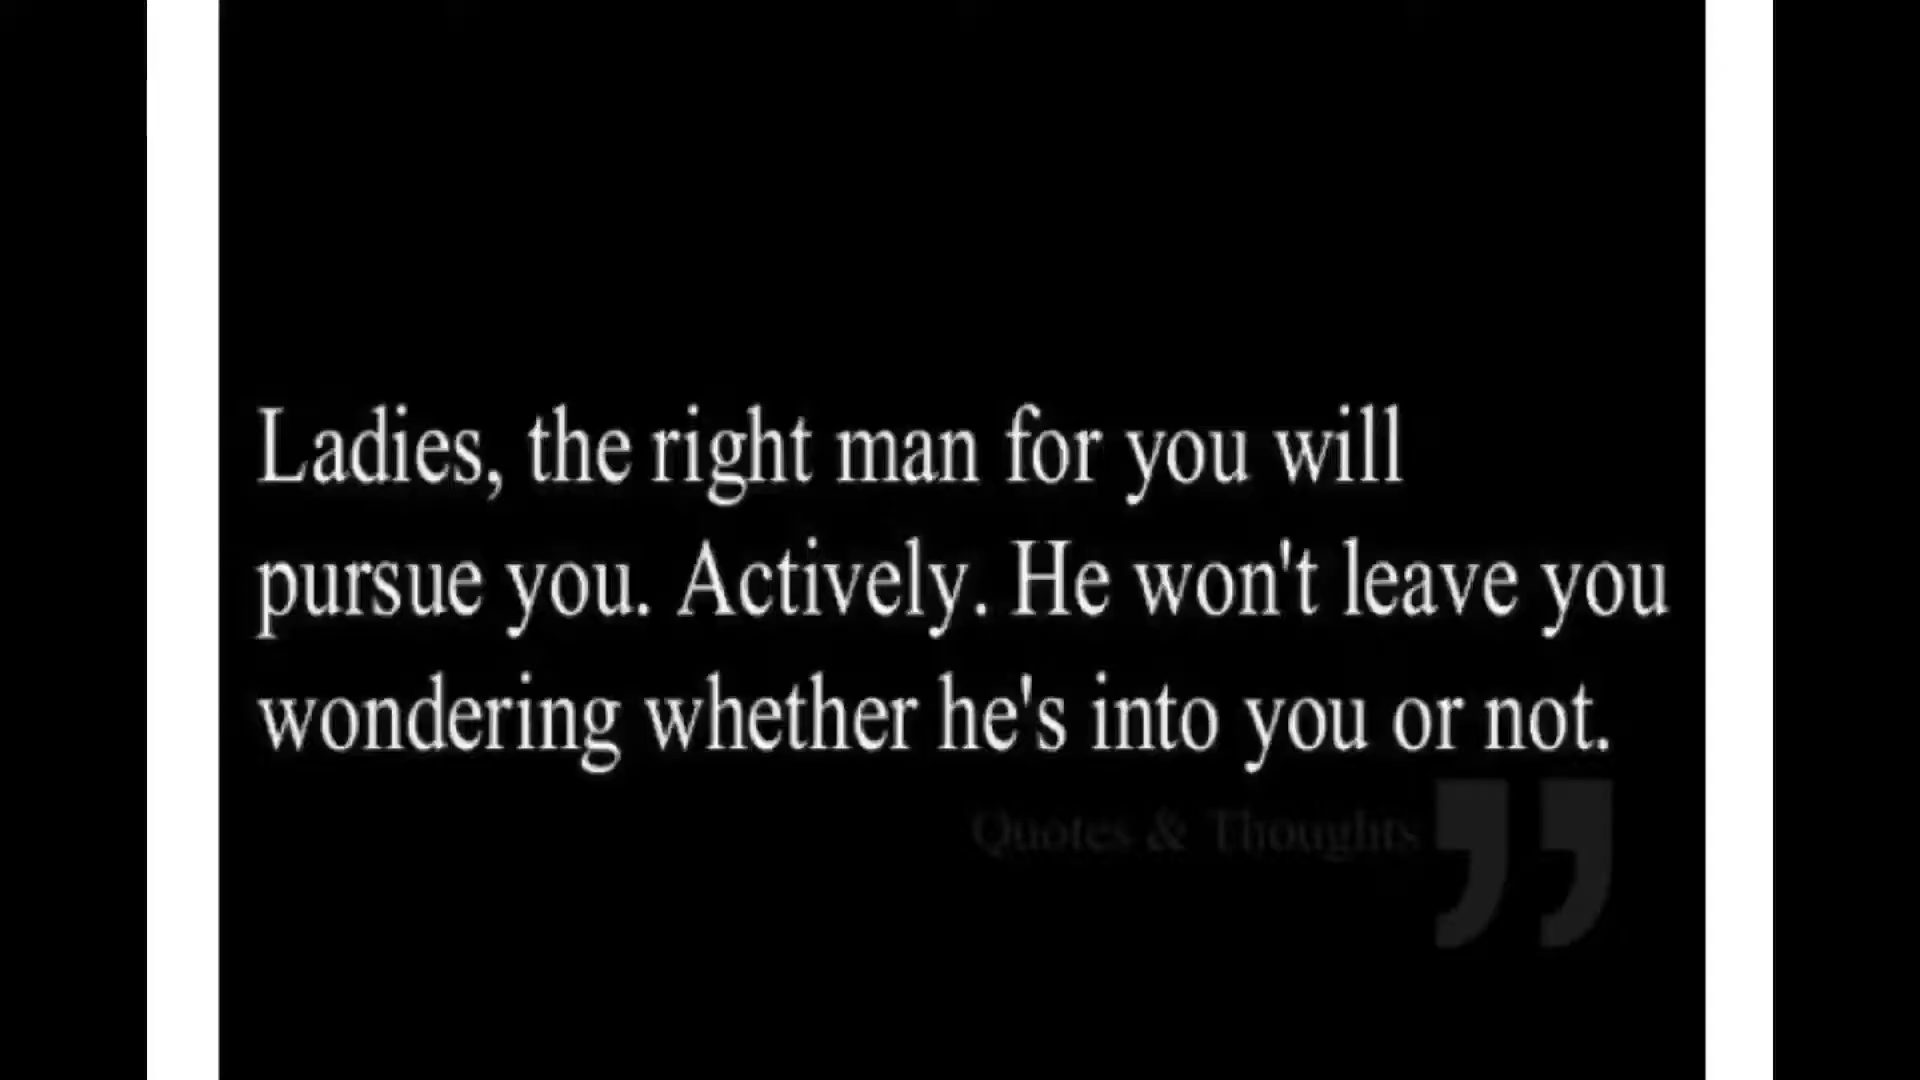 Ladies, the right man for you will
pursue you. Actively. He won't leave you
wondering whether he's into you or not.
Quotes & Thoughts